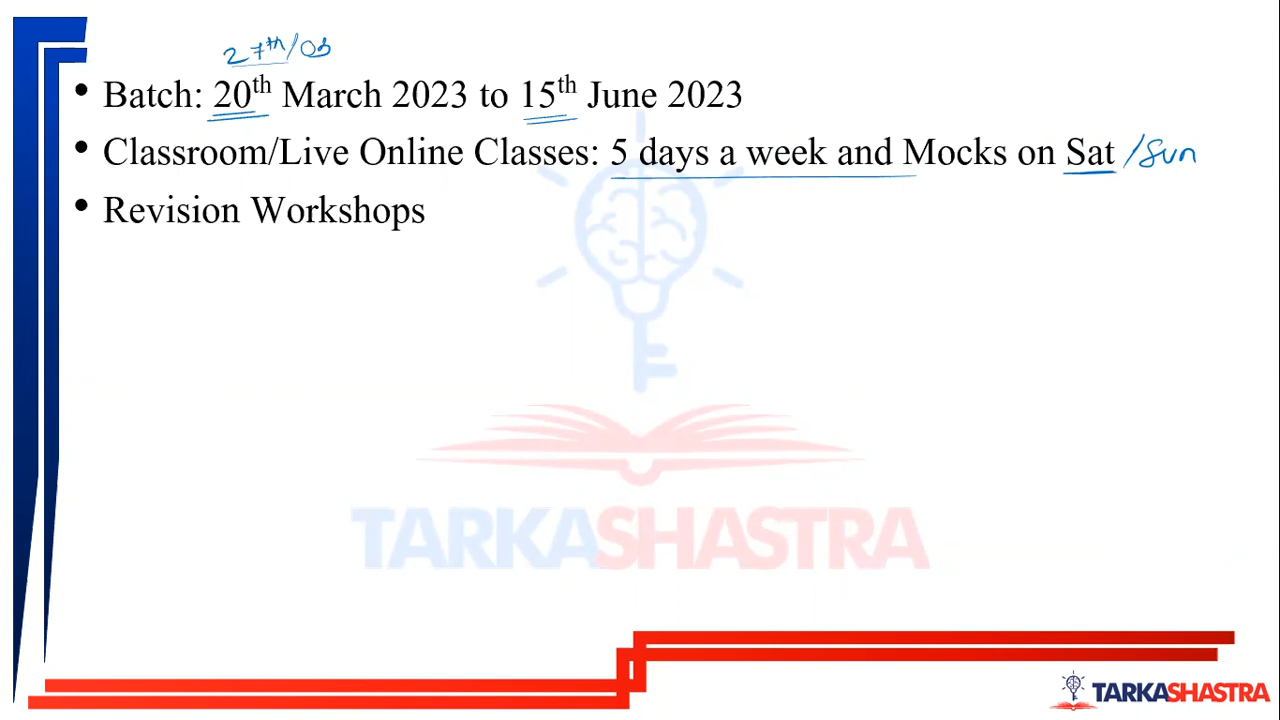 27th/03
• Batch: 20th March 2023 to 15th June 2023
• Classroom/Live Online Classes: 5 days a week and Mocks on Sat /Sun
• Revision Workshops
TARKASHASTRA
TARKASHASTRA